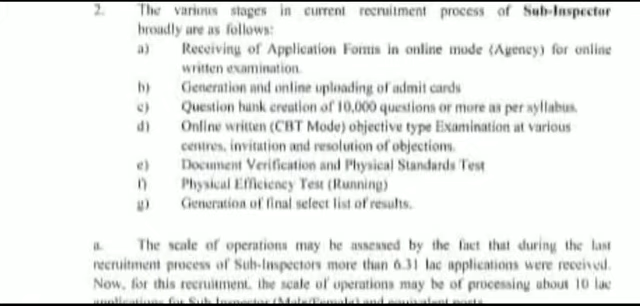 2. The various stages in current recruitment process of Sub-Inspector
broadly are as follows:
a) Receiving of Application Forms in online mode (Agency) for online
written examination.
b) Generation and online uploading of admit cards
c) Question bank creation of 10,000 questions or more as per syllabus.
d) Online written (CBT Mode) objective type Examination at various
centres, invitation and resolution of objections.
e) Document Verification and Physical Standards Test
f) Physical Efficiency Test (Running)
g) Generation of final select list of results.
a. The scale of operations may be assessed by the fact that during the last
recruitment process of Sub-Inspectors more than 6.31 lac applications were received.
Now, for this recruitment, the scale of operations may be of processing about 10 lac
applications for Sub Inspector (Male/Female) and equivalent posts